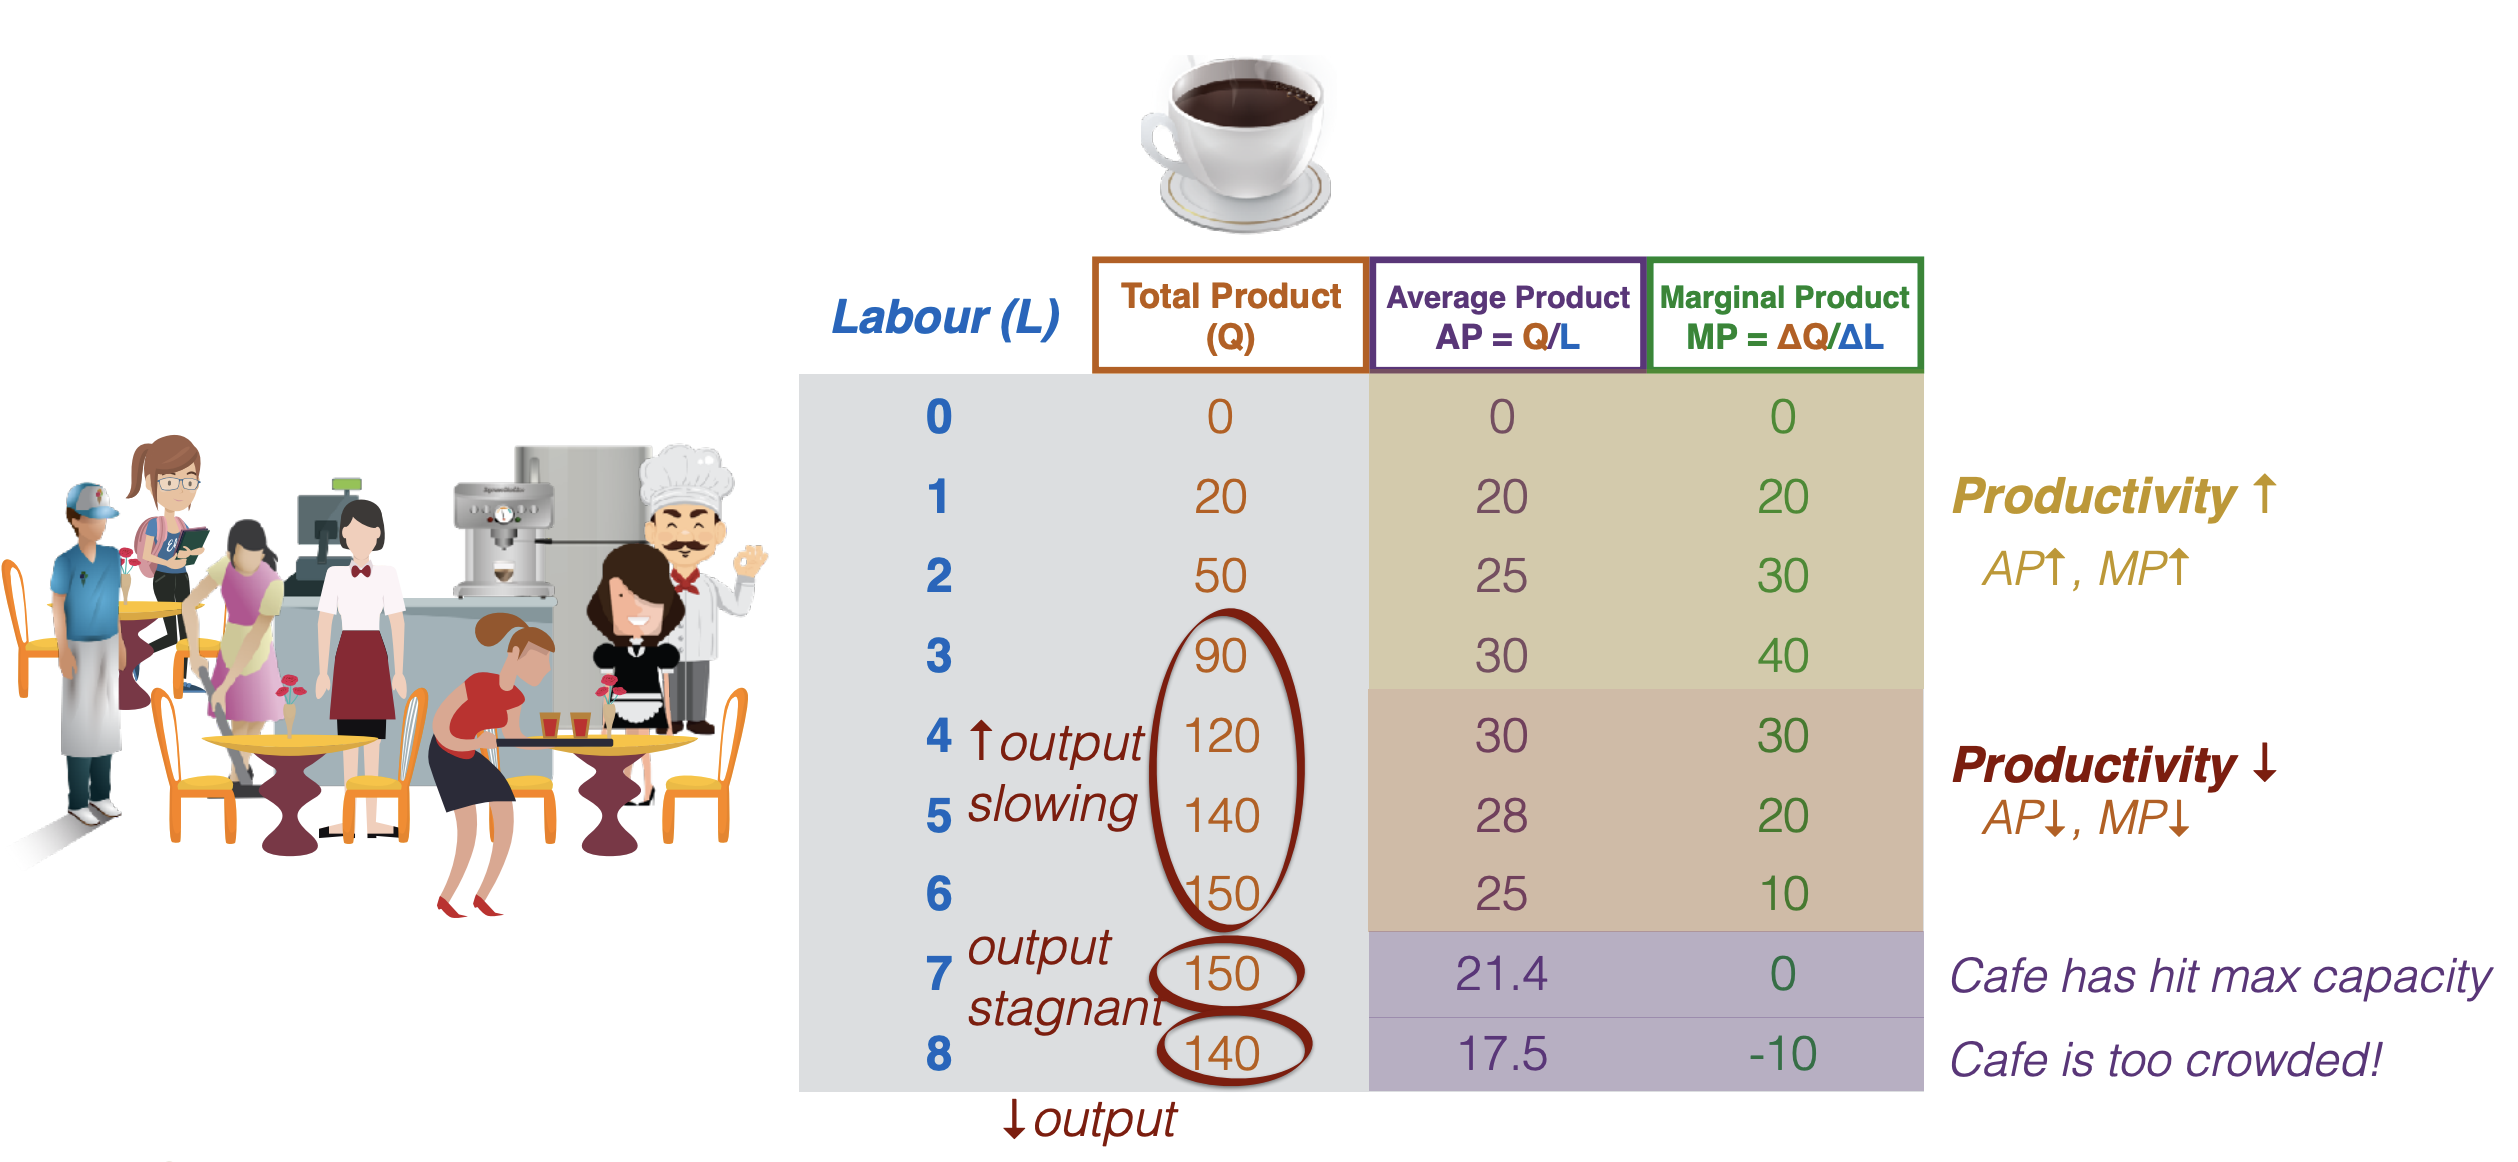 Labour (L)
Total Product
(Q)
Average Product
AP = Q/L
Marginal Product
MP = ΔQ/ΔL
0 0 0 0
1 20 20 20
Productivity ↑
2 50 25 30
AP↑, MP↑
3 90 30 40
4 120 30 30
↑output
slowing
Productivity ↓
AP↓, MP↓
5 140 28 20
6 150 25 10
output
stagnant
7 150 21.4 0
Cafe has hit max capacity
8 140 17.5 -10
Cafe is too crowded!
↓output